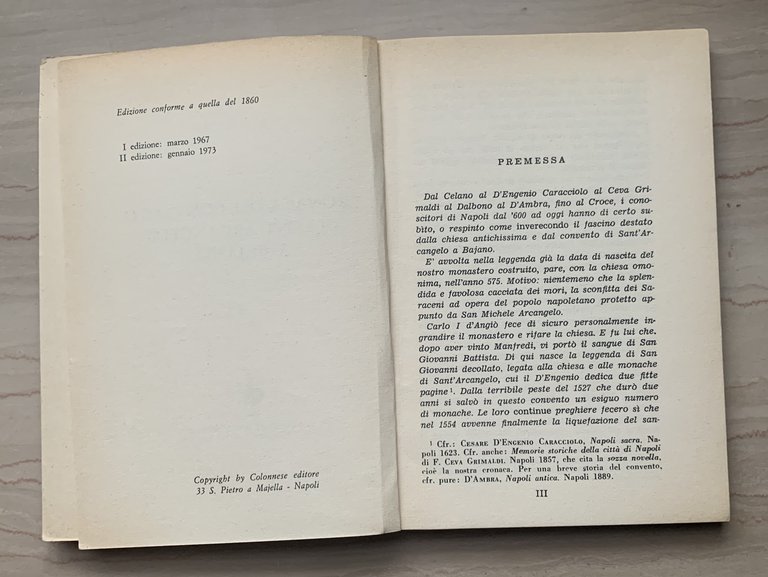 Edizione conforme a quella del 1860
I edizione: marzo 1967
II edizione: gennaio 1973
Copyright by Colonnese editore
33 S. Pietro a Majella - Napoli
PREMESSA
Dal Celano al D'Engenio Caracciolo al Ceva Gri-
maldi al Dalbono al D'Ambra, fino al Croce, i cono-
scitori di Napoli dal '600 ad oggi hanno di certo su-
bìto, o respinto come inverecondo il fascino destato
dalla chiesa antichissima e dal convento di Sant'Ar-
cangelo a Bajano.
E' avvolta nella leggenda già la data di nascita del
nostro monastero costruito, pare, con la chiesa omo-
nima, nell'anno 575. Motivo: nientemeno che la splen-
dida e favolosa cacciata dei mori, la sconfitta dei Sa-
raceni ad opera del popolo napoletano protetto ap-
punto da San Michele Arcangelo.
Carlo I d'Angiò fece di sicuro personalmente in-
grandire il monastero e rifare la chiesa. E fu lui che,
dopo aver vinto Manfredi, vi portò il sangue di San
Giovanni Battista. Di qui nasce la leggenda di San
Giovanni decollato, legata alla chiesa e alle monache
di Sant'Arcangelo, cui il D'Engenio dedica due fitte
pagine¹. Dalla terribile peste del 1527 che durò due
anni si salvò in questo convento un esiguo numero
di monache. Le loro continue preghiere fecero sì che
nel 1554 avvenne finalmente la liquefazione del san-
¹ Cfr.: CESARE D'ENGENIO CARACCIOLO, Napoli sacra. Na-
poli 1623. Cfr. anche: Memorie storiche della città di Napoli
di F. CEVA GRIMALDI. Napoli 1857, che cita la sozza novella,
cioè la nostra cronaca. Per una breve storia del convento,
cfr. pure: D'AMBRA, Napoli antica. Napoli 1889.
III